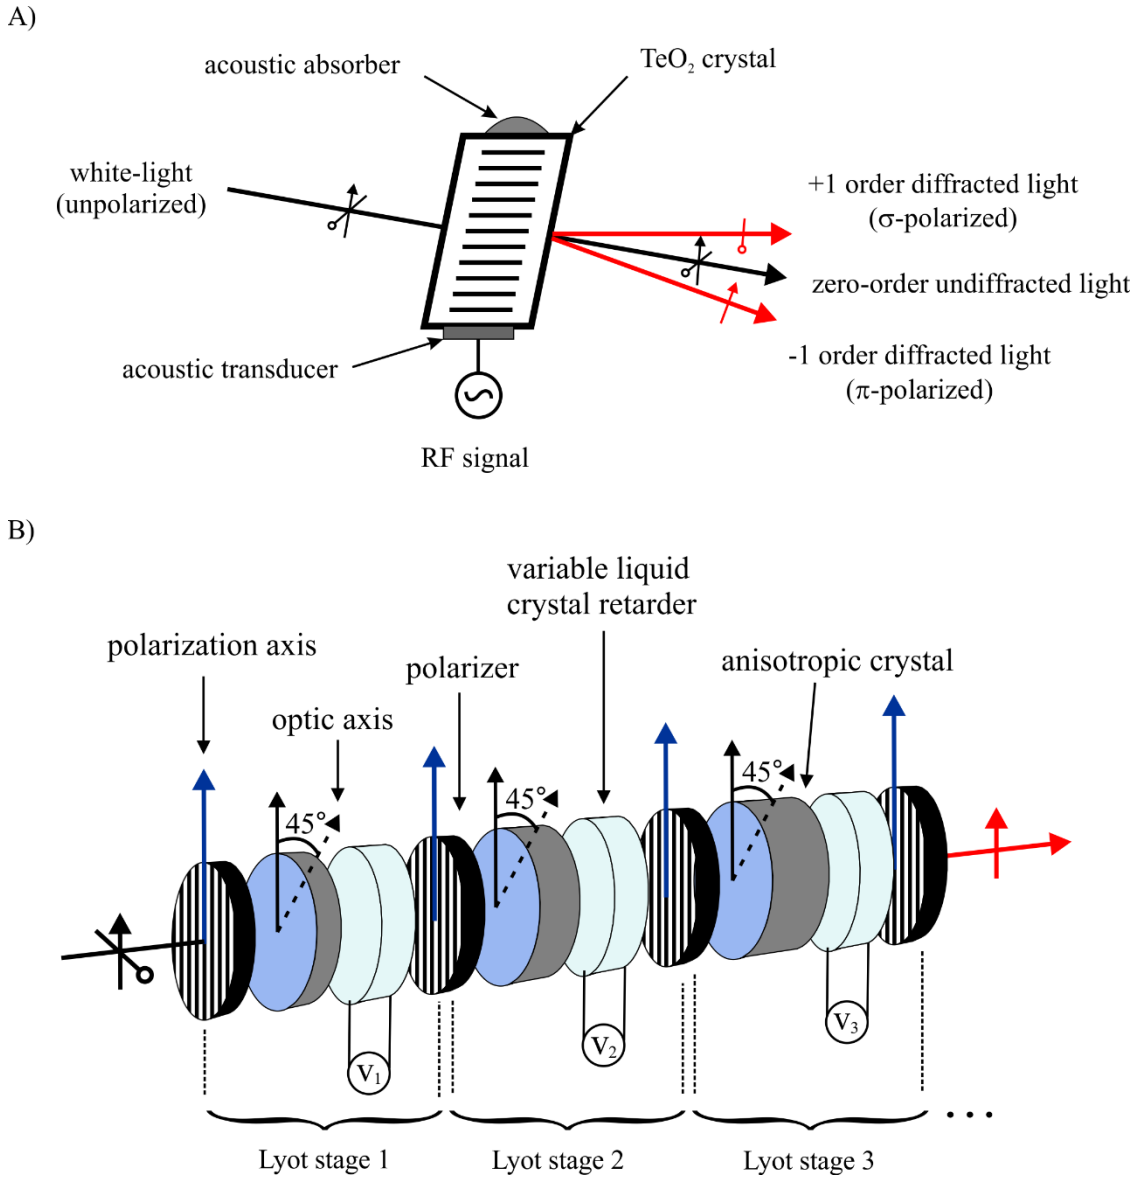 A)
acoustic absorber
TeO₂ crystal
white-light
(unpolarized)
+1 order diffracted light
(σ-polarized)
zero-order undiffracted light
-1 order diffracted light
(π-polarized)
acoustic transducer
RF signal
B)
variable liquid
crystal retarder
polarization axis
polarizer
anisotropic crystal
optic axis
45°
45°
45°
V₁
V₂
V₃
...
Lyot stage 1
Lyot stage 2
Lyot stage 3